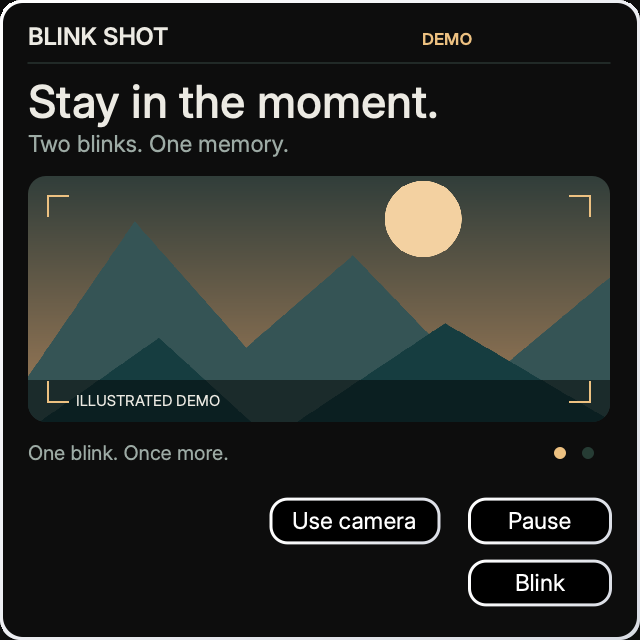 BLINK SHOT
DEMO
Stay in the moment.
Two blinks. One memory.
ILLUSTRATED DEMO
One blink. Once more.
Use camera
Pause
Blink